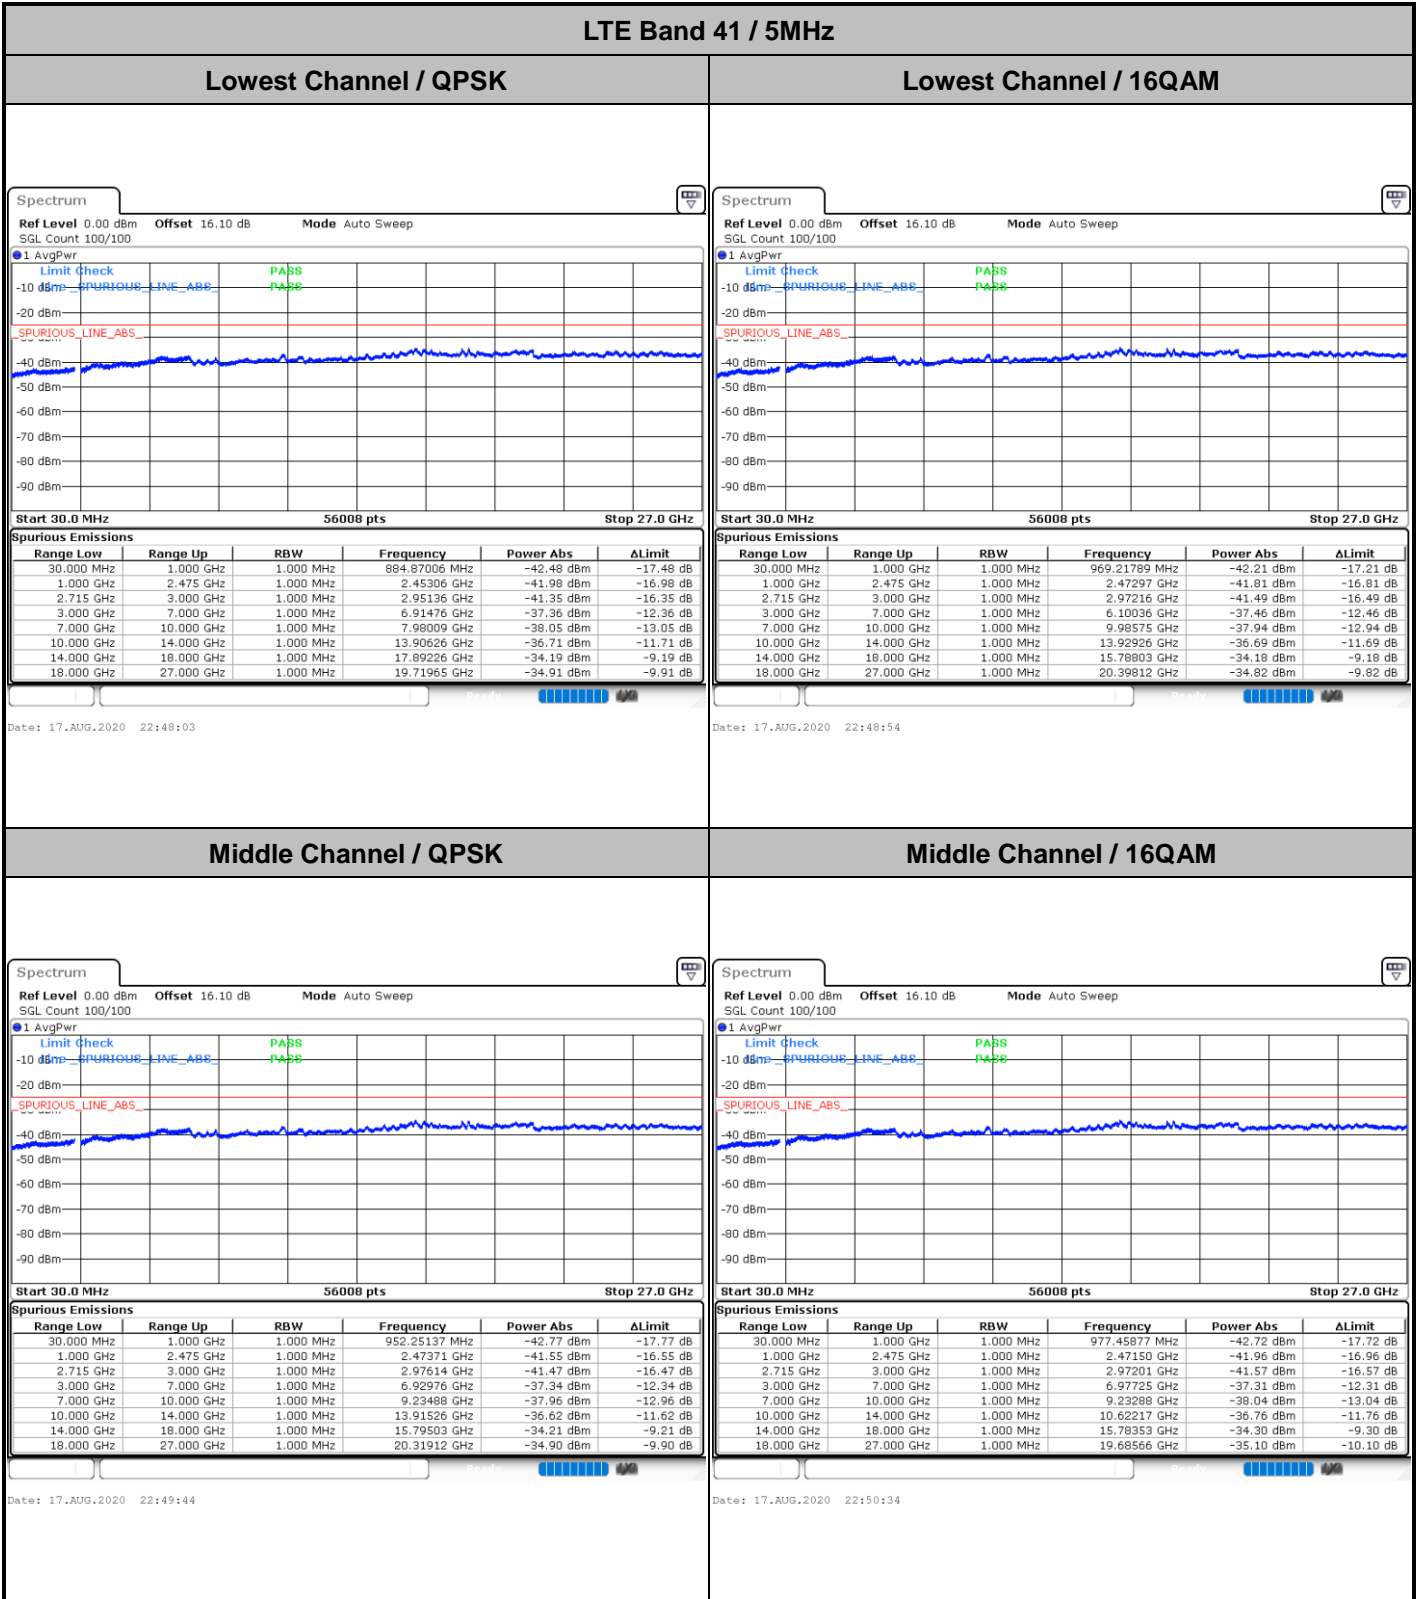 LTE Band 41 / 5MHz
Lowest Channel / QPSK
Lowest Channel / 16QAM
Spectrum
Ref Level 0.00 dBm Offset 16.10 dB Mode Auto Sweep
SGL Count 100/100
1 AvgPwr
Limit Check PASS
-10 dBm
Line _SPURIOUS_LINE_ABS_ PASS
-20 dBm
_SPURIOUS_LINE_ABS_
-40 dBm
-50 dBm
-60 dBm
-70 dBm
-80 dBm
-90 dBm
Start 30.0 MHz 56008 pts Stop 27.0 GHz
Spurious Emissions
Range Low Range Up RBW Frequency Power Abs ΔLimit
30.000 MHz 1.000 GHz 1.000 MHz 884.87006 MHz -42.48 dBm -17.48 dB
1.000 GHz 2.475 GHz 1.000 MHz 2.45306 GHz -41.98 dBm -16.98 dB
2.715 GHz 3.000 GHz 1.000 MHz 2.95136 GHz -41.35 dBm -16.35 dB
3.000 GHz 7.000 GHz 1.000 MHz 6.91476 GHz -37.36 dBm -12.36 dB
7.000 GHz 10.000 GHz 1.000 MHz 7.98009 GHz -38.05 dBm -13.05 dB
10.000 GHz 14.000 GHz 1.000 MHz 13.90626 GHz -36.71 dBm -11.71 dB
14.000 GHz 18.000 GHz 1.000 MHz 17.89226 GHz -34.19 dBm -9.19 dB
18.000 GHz 27.000 GHz 1.000 MHz 19.71965 GHz -34.91 dBm -9.91 dB
Ready
Date: 17.AUG.2020 22:48:03
Spectrum
Ref Level 0.00 dBm Offset 16.10 dB Mode Auto Sweep
SGL Count 100/100
1 AvgPwr
Limit Check PASS
-10 dBm
Line _SPURIOUS_LINE_ABS_ PASS
-20 dBm
_SPURIOUS_LINE_ABS_
-40 dBm
-50 dBm
-60 dBm
-70 dBm
-80 dBm
-90 dBm
Start 30.0 MHz 56008 pts Stop 27.0 GHz
Spurious Emissions
Range Low Range Up RBW Frequency Power Abs ΔLimit
30.000 MHz 1.000 GHz 1.000 MHz 969.21789 MHz -42.21 dBm -17.21 dB
1.000 GHz 2.475 GHz 1.000 MHz 2.47297 GHz -41.81 dBm -16.81 dB
2.715 GHz 3.000 GHz 1.000 MHz 2.97216 GHz -41.49 dBm -16.49 dB
3.000 GHz 7.000 GHz 1.000 MHz 6.10036 GHz -37.46 dBm -12.46 dB
7.000 GHz 10.000 GHz 1.000 MHz 9.98575 GHz -37.94 dBm -12.94 dB
10.000 GHz 14.000 GHz 1.000 MHz 13.92926 GHz -36.69 dBm -11.69 dB
14.000 GHz 18.000 GHz 1.000 MHz 15.78803 GHz -34.18 dBm -9.18 dB
18.000 GHz 27.000 GHz 1.000 MHz 20.39812 GHz -34.82 dBm -9.82 dB
Ready
Date: 17.AUG.2020 22:48:54
Middle Channel / QPSK
Middle Channel / 16QAM
Spectrum
Ref Level 0.00 dBm Offset 16.10 dB Mode Auto Sweep
SGL Count 100/100
1 AvgPwr
Limit Check PASS
-10 dBm
Line _SPURIOUS_LINE_ABS_ PASS
-20 dBm
_SPURIOUS_LINE_ABS_
-40 dBm
-50 dBm
-60 dBm
-70 dBm
-80 dBm
-90 dBm
Start 30.0 MHz 56008 pts Stop 27.0 GHz
Spurious Emissions
Range Low Range Up RBW Frequency Power Abs ΔLimit
30.000 MHz 1.000 GHz 1.000 MHz 952.25137 MHz -42.77 dBm -17.77 dB
1.000 GHz 2.475 GHz 1.000 MHz 2.47371 GHz -41.55 dBm -16.55 dB
2.715 GHz 3.000 GHz 1.000 MHz 2.97614 GHz -41.47 dBm -16.47 dB
3.000 GHz 7.000 GHz 1.000 MHz 6.92976 GHz -37.34 dBm -12.34 dB
7.000 GHz 10.000 GHz 1.000 MHz 9.23488 GHz -37.96 dBm -12.96 dB
10.000 GHz 14.000 GHz 1.000 MHz 13.91526 GHz -36.62 dBm -11.62 dB
14.000 GHz 18.000 GHz 1.000 MHz 15.79503 GHz -34.21 dBm -9.21 dB
18.000 GHz 27.000 GHz 1.000 MHz 20.31912 GHz -34.90 dBm -9.90 dB
Ready
Date: 17.AUG.2020 22:49:44
Spectrum
Ref Level 0.00 dBm Offset 16.10 dB Mode Auto Sweep
SGL Count 100/100
1 AvgPwr
Limit Check PASS
-10 dBm
Line _SPURIOUS_LINE_ABS_ PASS
-20 dBm
_SPURIOUS_LINE_ABS_
-40 dBm
-50 dBm
-60 dBm
-70 dBm
-80 dBm
-90 dBm
Start 30.0 MHz 56008 pts Stop 27.0 GHz
Spurious Emissions
Range Low Range Up RBW Frequency Power Abs ΔLimit
30.000 MHz 1.000 GHz 1.000 MHz 977.45877 MHz -42.72 dBm -17.72 dB
1.000 GHz 2.475 GHz 1.000 MHz 2.47150 GHz -41.96 dBm -16.96 dB
2.715 GHz 3.000 GHz 1.000 MHz 2.97201 GHz -41.57 dBm -16.57 dB
3.000 GHz 7.000 GHz 1.000 MHz 6.97725 GHz -37.31 dBm -12.31 dB
7.000 GHz 10.000 GHz 1.000 MHz 9.23288 GHz -38.04 dBm -13.04 dB
10.000 GHz 14.000 GHz 1.000 MHz 10.62217 GHz -36.76 dBm -11.76 dB
14.000 GHz 18.000 GHz 1.000 MHz 15.78353 GHz -34.30 dBm -9.30 dB
18.000 GHz 27.000 GHz 1.000 MHz 19.68566 GHz -35.10 dBm -10.10 dB
Ready
Date: 17.AUG.2020 22:50:34